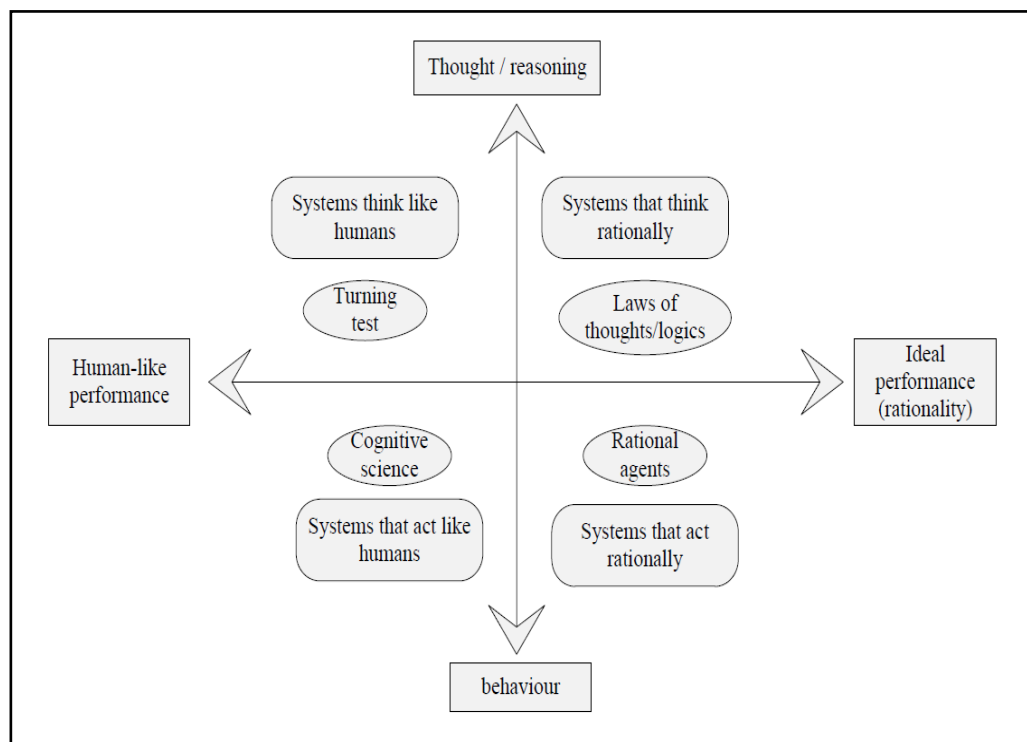 Thought / reasoning
Systems think like
humans
Systems that think
rationally
Turning
test
Laws of
thoughts/logics
Human-like
performance
Ideal
performance
(rationality)
Cognitive
science
Rational
agents
Systems that act like
humans
Systems that act
rationally
behaviour